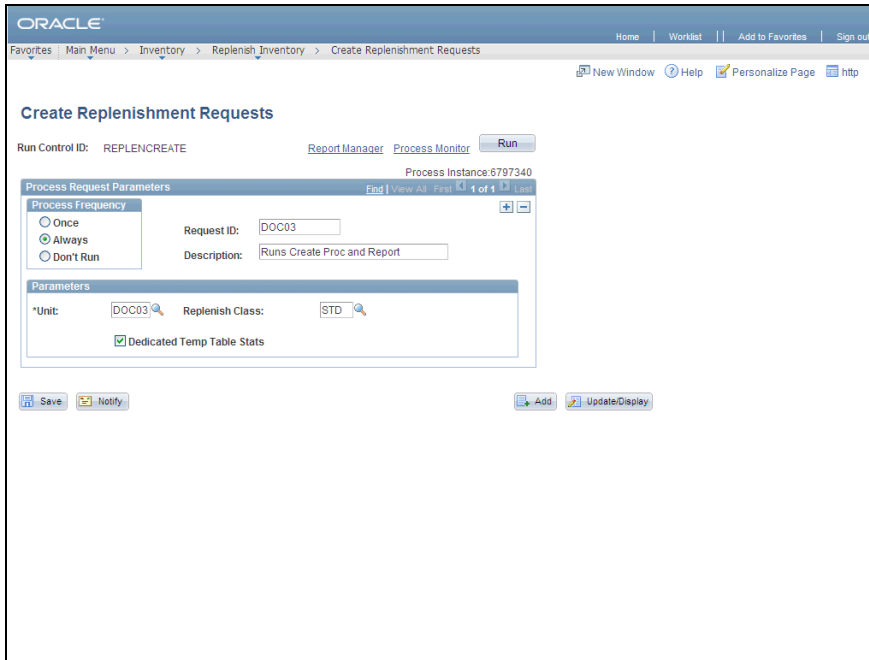 ORACLE
Home | Worklist || Add to Favorites | Sign out
Favorites | Main Menu > Inventory > Replenish Inventory > Create Replenishment Requests
New Window Help Personalize Page http
Create Replenishment Requests
Run Control ID: REPLENCREATE Report Manager Process Monitor Run
Process Instance:6797340
Process Request Parameters Find | View All First 1 of 1 Last
Process Frequency
Once
Always
Don't Run
Request ID: DOC03
Description: Runs Create Proc and Report
Parameters
*Unit: DOC03 Replenish Class: STD
Dedicated Temp Table Stats
Save Notify Add Update/Display